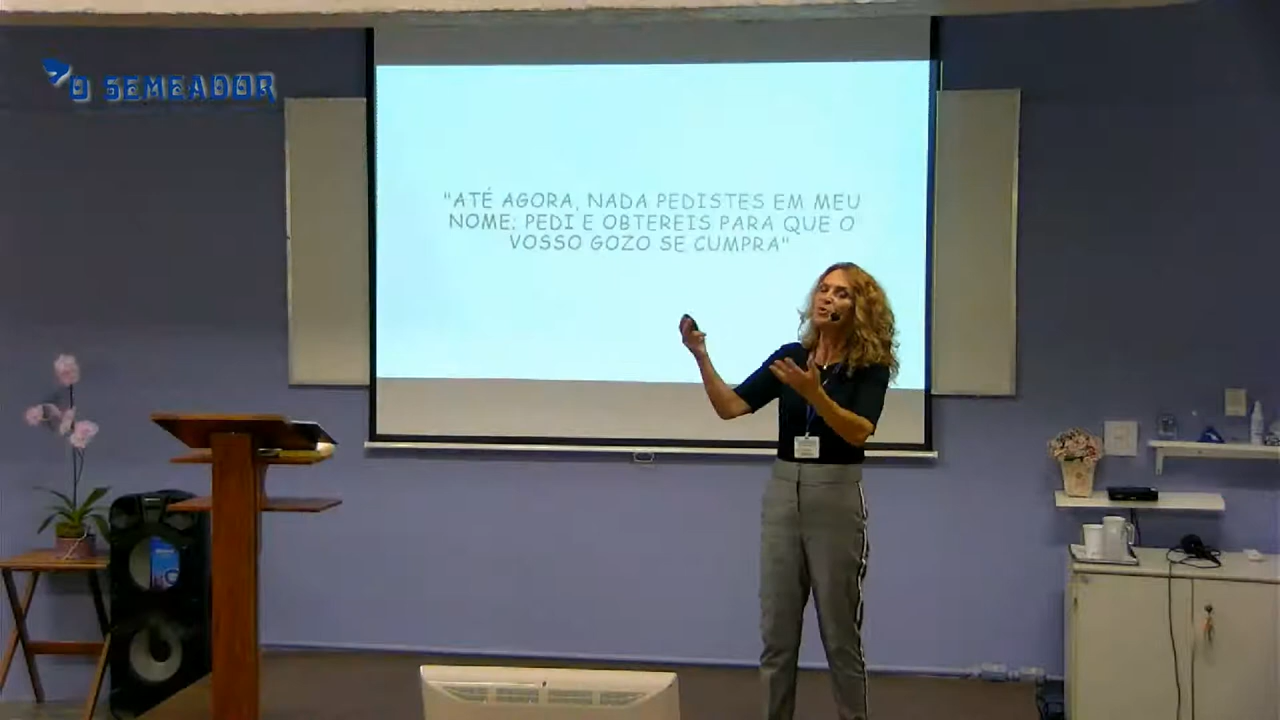 O SEMEADOR
"ATÉ AGORA, NADA PEDISTES EM MEU
NOME; PEDI E OBTEREIS PARA QUE O
VOSSO GOZO SE CUMPRA"